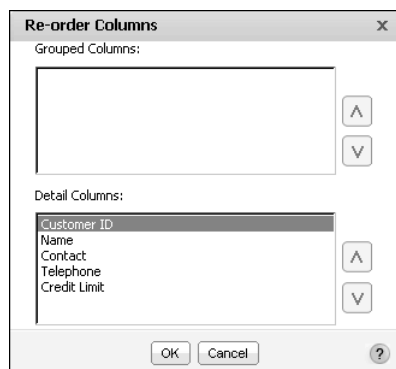 Re-order Columns x
Grouped Columns:
Detail Columns:
Customer ID
Name
Contact
Telephone
Credit Limit
OK Cancel ?